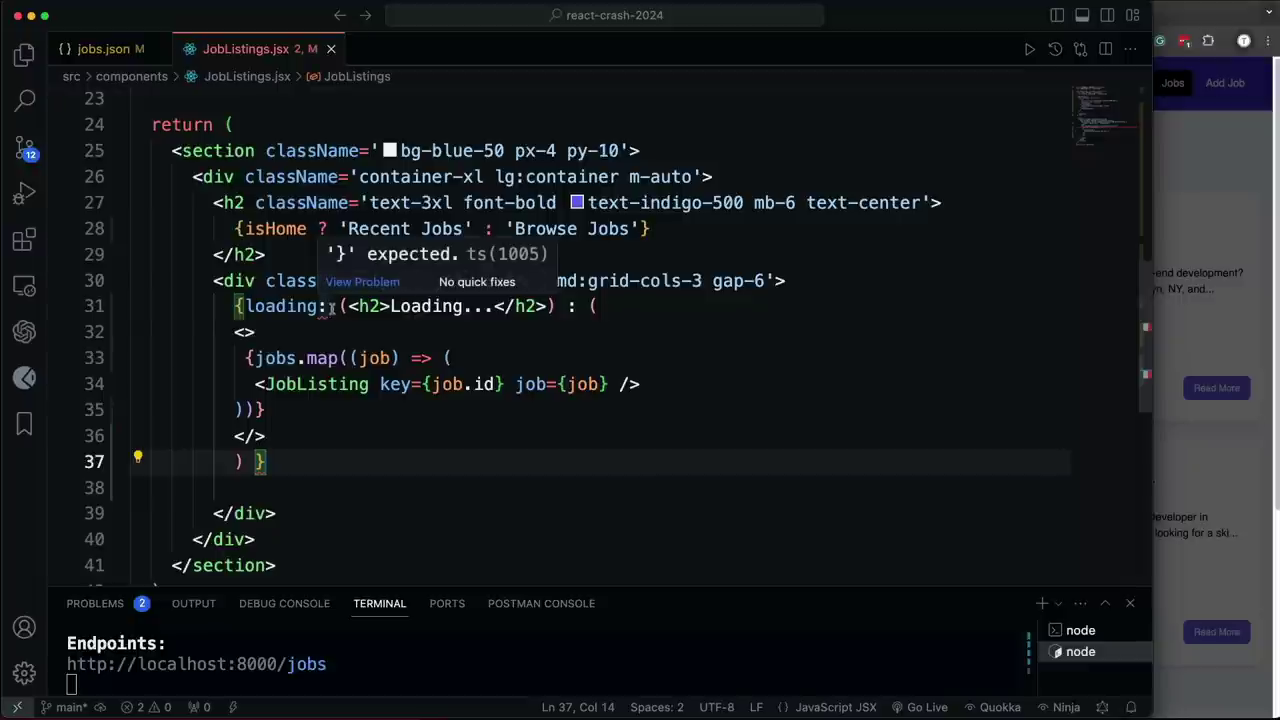 react-crash-2024
jobs.json M
JobListings.jsx 2, M
src > components > JobListings.jsx > JobListings
Jobs
Add Job
23
24 return (
25 <section className='bg-blue-50 px-4 py-10'>
26 <div className='container-xl lg:container m-auto'>
27 <h2 className='text-3xl font-bold text-indigo-500 mb-6 text-center'>
28 {isHome ? 'Recent Jobs' : 'Browse Jobs'}
'}' expected. ts(1005)
29 </h2>
View Problem No quick fixes
30 <div class md:grid-cols-3 gap-6'>
31 {loading: (<h2>Loading...</h2>) : (
32 <>
33 {jobs.map((job) => (
34 <JobListing key={job.id} job={job} />
35 ))}
36 </>
37 ) }
38
39 </div>
40 </div>
41 </section>
-end developer?
n, NY, and...
Read More
Developer in
looking for a ski...
Read More
PROBLEMS 2 OUTPUT DEBUG CONSOLE TERMINAL PORTS POSTMAN CONSOLE
Endpoints:
http://localhost:8000/jobs
node
node
12
main* 2 0 0 Ln 37, Col 14 Spaces: 2 UTF-8 LF {} JavaScript JSX Go Live Quokka Ninja